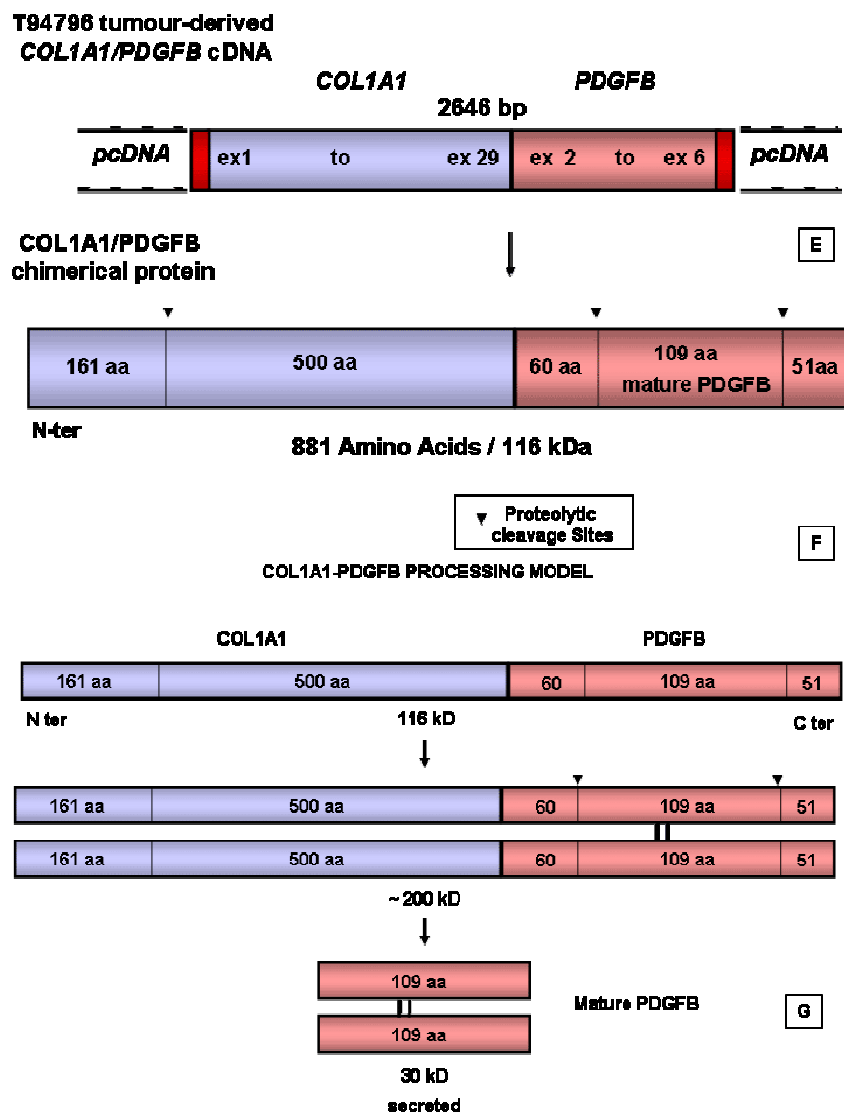 T94796 tumour-derived
COL1A1/PDGFB cDNA
COL1A1 PDGFB
2646 bp
pcDNA ex1 to ex 29 ex 2 to ex 6 pcDNA
COL1A1/PDGFB
chimerical protein
E
161 aa 500 aa 60 aa 109 aa 51aa
mature PDGFB
N-ter
881 Amino Acids / 116 kDa
Proteolytic
cleavage Sites
F
COL1A1-PDGFB PROCESSING MODEL
COL1A1 PDGFB
161 aa 500 aa 60 109 aa 51
N ter 116 kD C ter
161 aa 500 aa 60 109 aa 51
161 aa 500 aa 60 109 aa 51
~ 200 kD
109 aa
Mature PDGFB
G
109 aa
30 kD
secreted